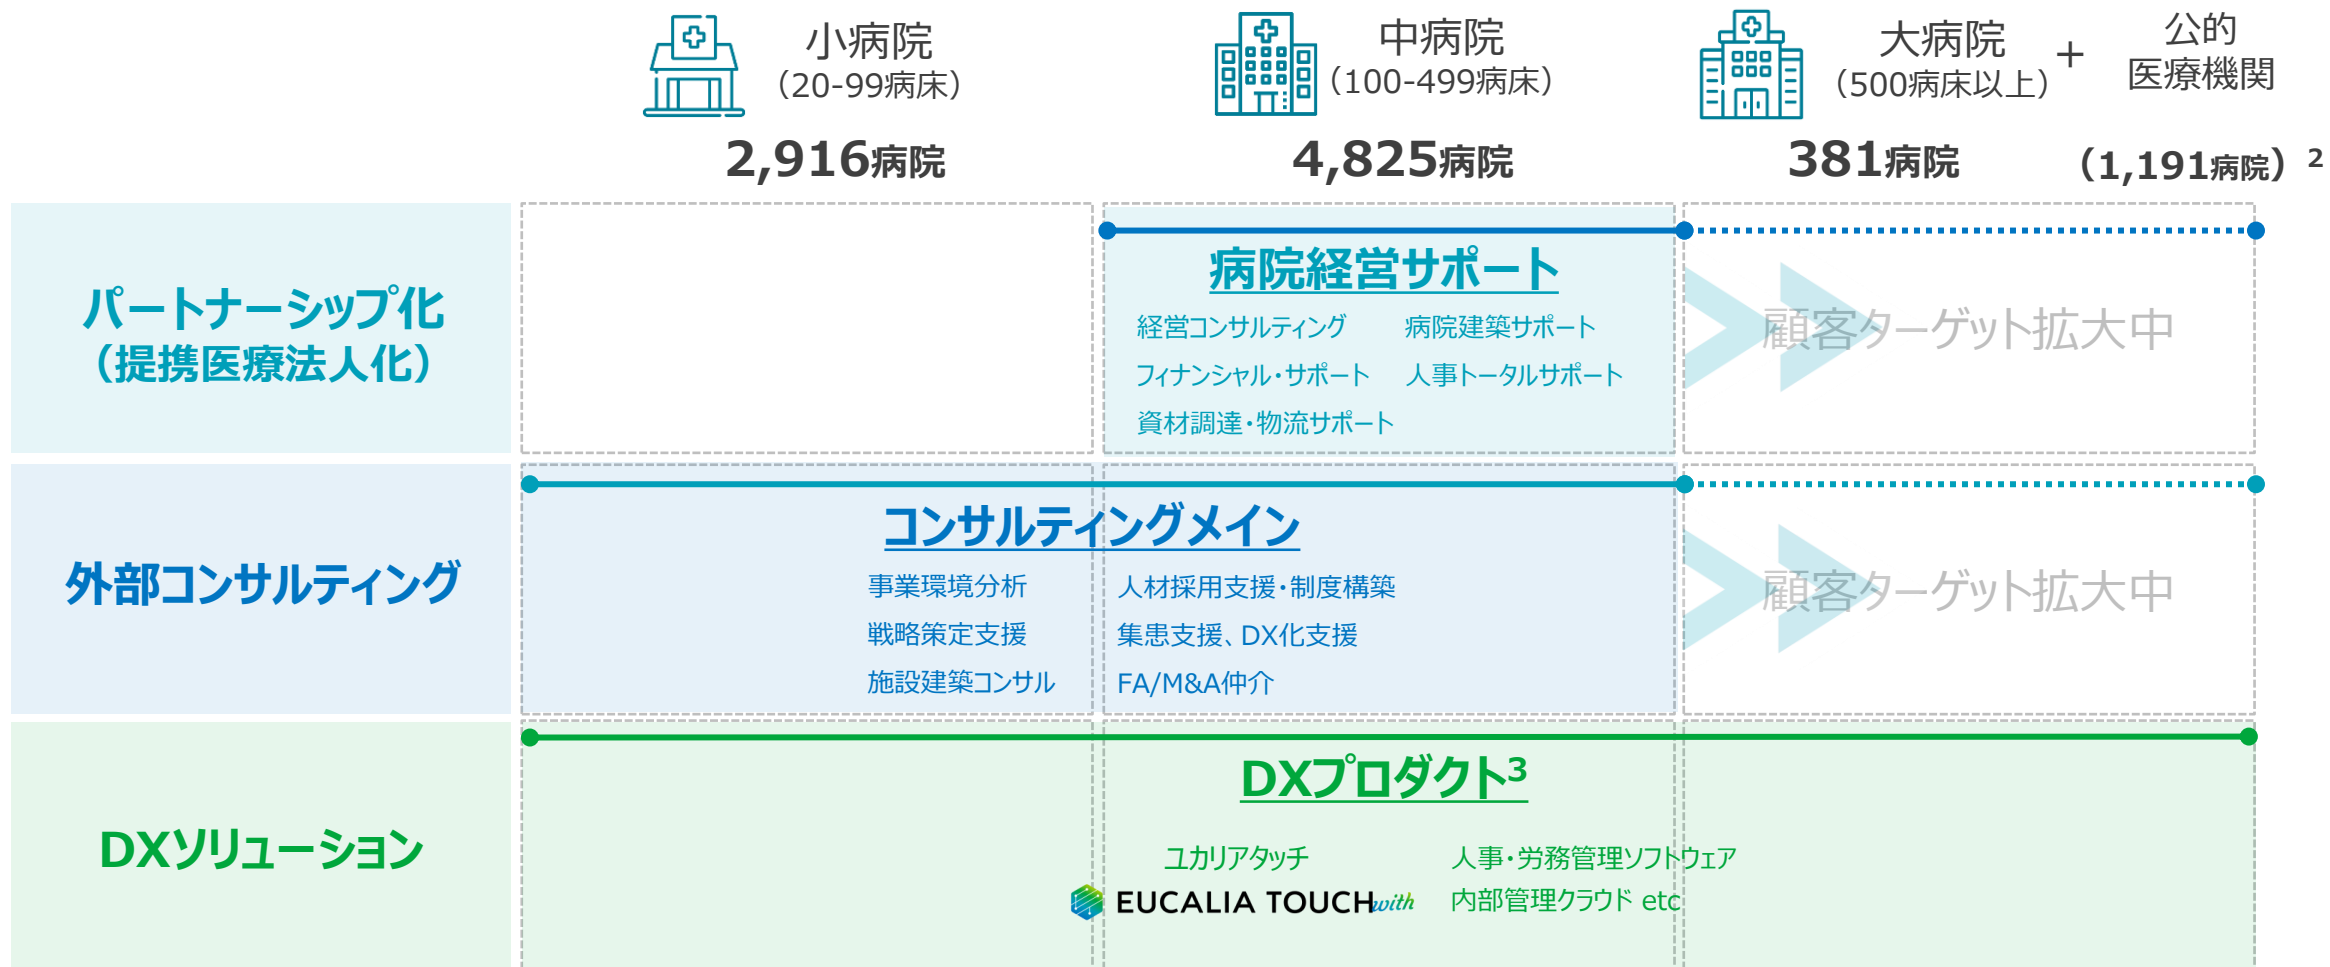 小病院
（20-99病床）
2,916病院
中病院
（100-499病床）
4,825病院
大病院
（500病床以上）
381病院
+
公的
医療機関
（1,191病院）2
パートナーシップ化
（提携医療法人化）
病院経営サポート
経営コンサルティング 病院建築サポート
フィナンシャル・サポート 人事トータルサポート
資材調達・物流サポート
顧客ターゲット拡大中
外部コンサルティング
コンサルティングメイン
事業環境分析 人材採用支援・制度構築
戦略策定支援 集患支援、DX化支援
施設建築コンサル FA/M&A仲介
顧客ターゲット拡大中
DXソリューション
DXプロダクト3
ユカリアタッチ
EUCALIA TOUCH with
人事・労務管理ソフトウェア
内部管理クラウド etc